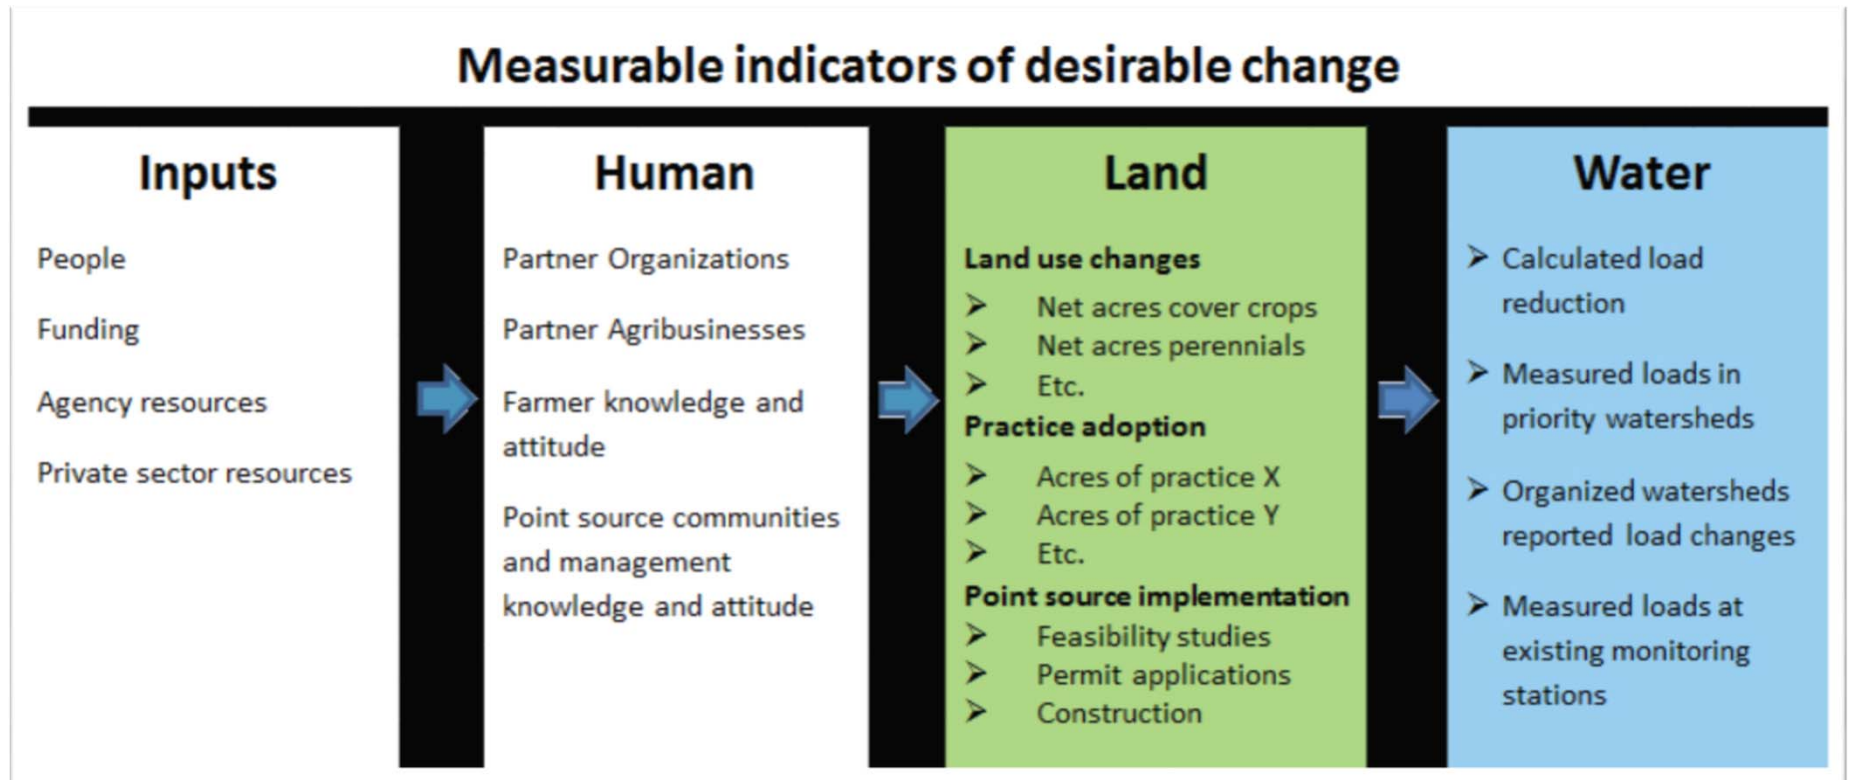 Measurable indicators of desirable change
Inputs
People
Funding
Agency resources
Private sector resources
Human
Partner Organizations
Partner Agribusinesses
Farmer knowledge and
attitude
Point source communities
and management
knowledge and attitude
Land
Land use changes
➢ Net acres cover crops
➢ Net acres perennials
➢ Etc.
Practice adoption
➢ Acres of practice X
➢ Acres of practice Y
➢ Etc.
Point source implementation
➢ Feasibility studies
➢ Permit applications
➢ Construction
Water
➢ Calculated load
reduction
➢ Measured loads in
priority watersheds
➢ Organized watersheds
reported load changes
➢ Measured loads at
existing monitoring
stations